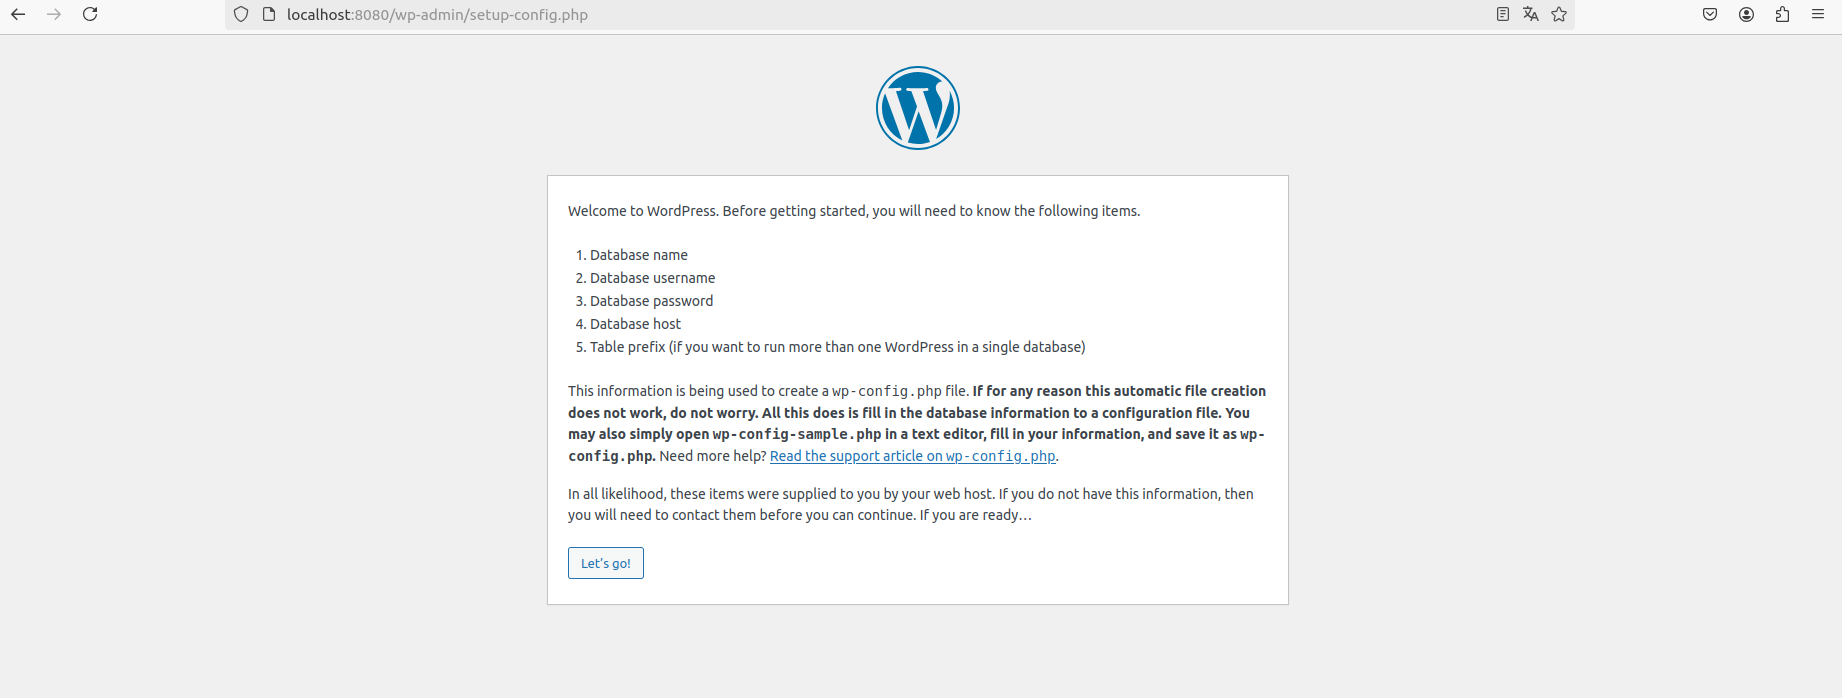 localhost:8080/wp-admin/setup-config.php
Welcome to WordPress. Before getting started, you will need to know the following items.
1. Database name
2. Database username
3. Database password
4. Database host
5. Table prefix (if you want to run more than one WordPress in a single database)
This information is being used to create a wp-config.php file. If for any reason this automatic file creation
does not work, do not worry. All this does is fill in the database information to a configuration file. You
may also simply open wp-config-sample.php in a text editor, fill in your information, and save it as wp-
config.php. Need more help? Read the support article on wp-config.php.
In all likelihood, these items were supplied to you by your web host. If you do not have this information, then
you will need to contact them before you can continue. If you are ready…
Let’s go!